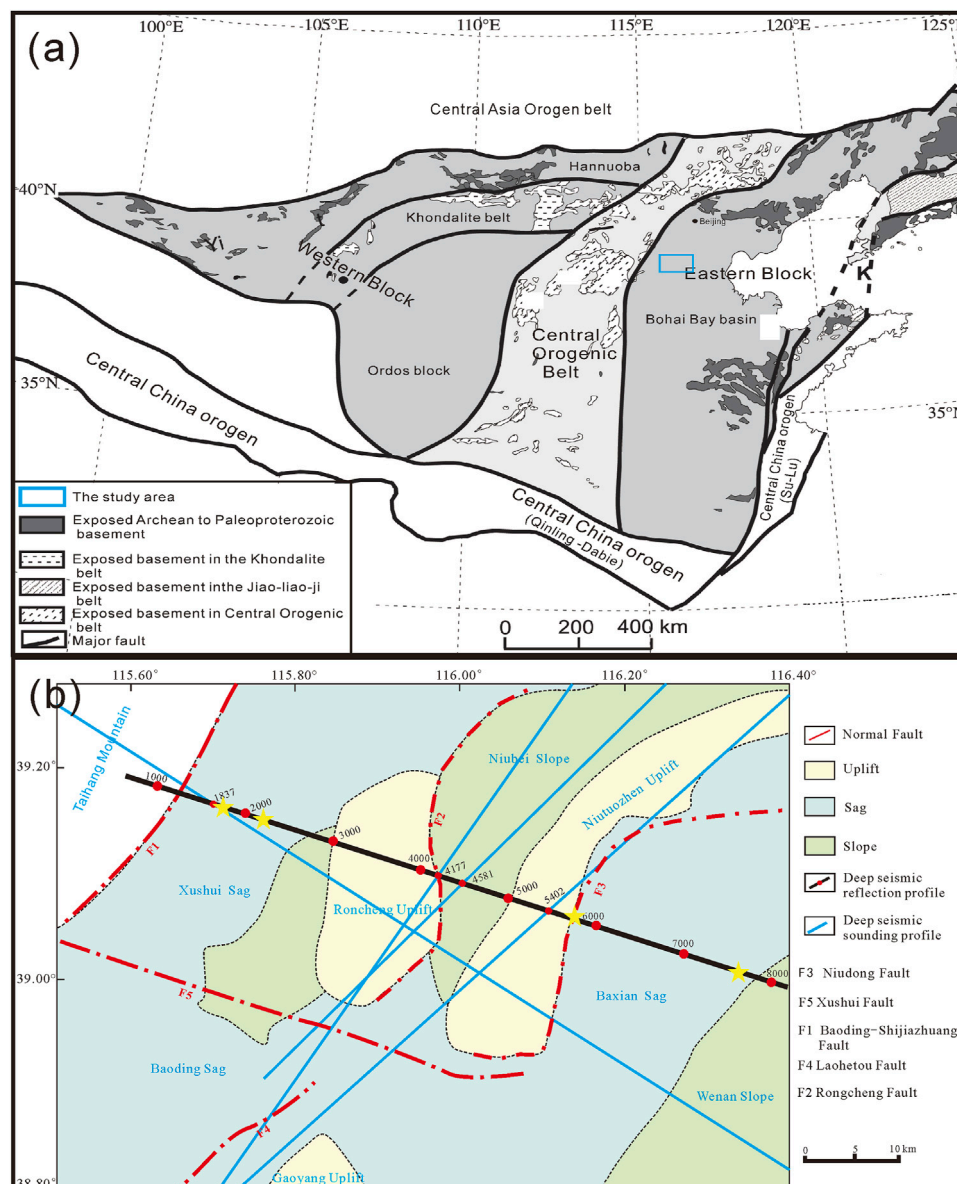 (a)
100°E
105°E
110°E
115°E
120°E
125°E
Central Asia Orogen belt
40°N
Hannuoba
Khondalite belt
Beijing
Yi
Western Block
Eastern Block
K
Bohai Bay basin
Central
Orogenic
Belt
35°N
Ordos block
35°N
Central China orogen
Central China orogen
(Su-Lu)
Central China orogen
(Qinling -Dabie)
The study area
Exposed Archean to Paleoproterozoic
basement
Exposed basement in the Khondalite
belt
Exposed basement inthe Jiao-liao-ji
belt
Exposed basement in Central Orogenic
belt
Major fault
0 200 400 km
(b)
115.60°
115.80°
116.00°
116.20°
116.40°
39.20°
39.00°
38.80°
Taihang Mountain
1000
1837
2000
3000
4000
4177
4581
5000
5402
6000
7000
8000
F1
F2
F3
F4
F5
Niubei Slope
Niutuozhen Uplift
Xushui Sag
Roncheng Uplift
Baxian Sag
Baoding Sag
Wenan Slope
Gaoyang Uplift
Normal Fault
Uplift
Sag
Slope
Deep seismic
reflection profile
Deep seismic
sounding profile
F3 Niudong Fault
F5 Xushui Fault
F1 Baoding-Shijiazhuang
Fault
F4 Laohetou Fault
F2 Rongcheng Fault
0 5 10 km